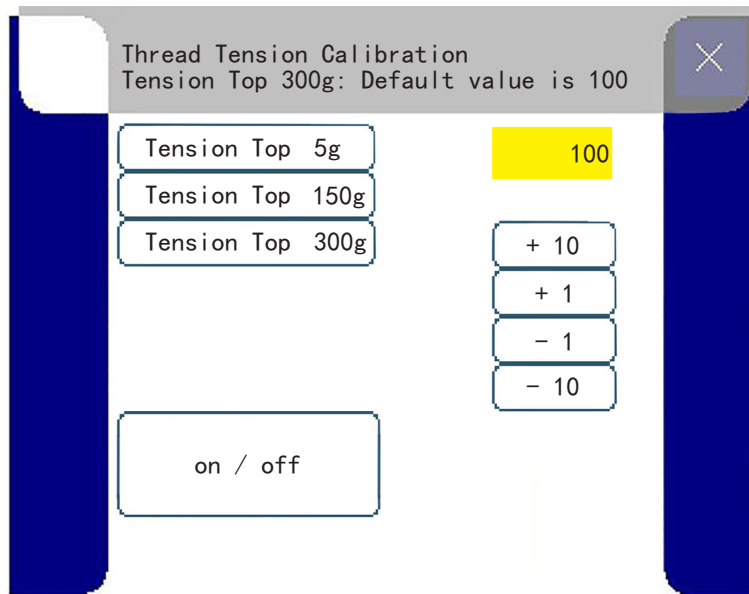 Thread Tension Calibration
Tension Top 300g: Default value is 100
Tension Top 5g
100
Tension Top 150g
Tension Top 300g
+ 10
+ 1
− 1
− 10
on / off